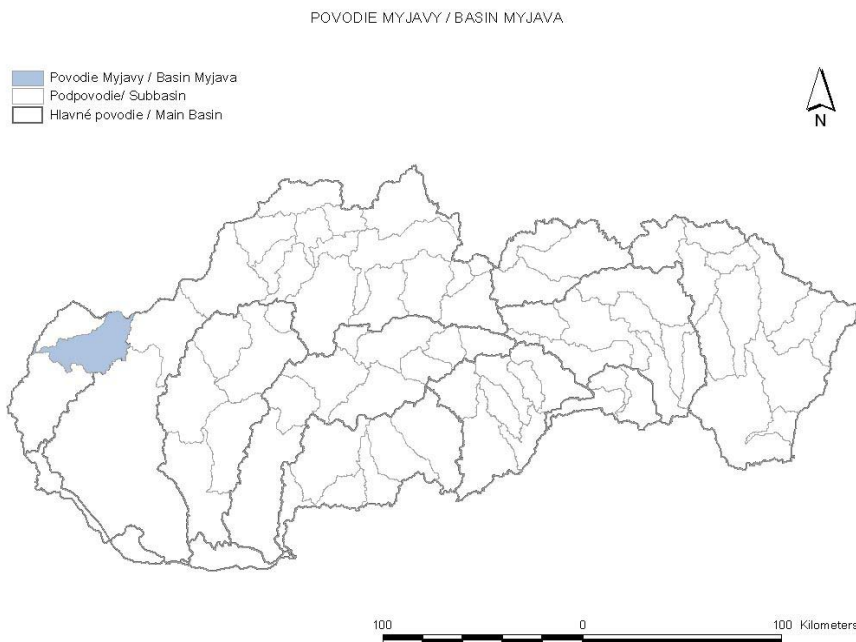 POVODIE MYJAVY / BASIN MYJAVA
Povodie Myjavy / Basin Myjava
Podpovodie/ Subbasin
Hlavné povodie / Main Basin
N
100 0 100 Kilometers